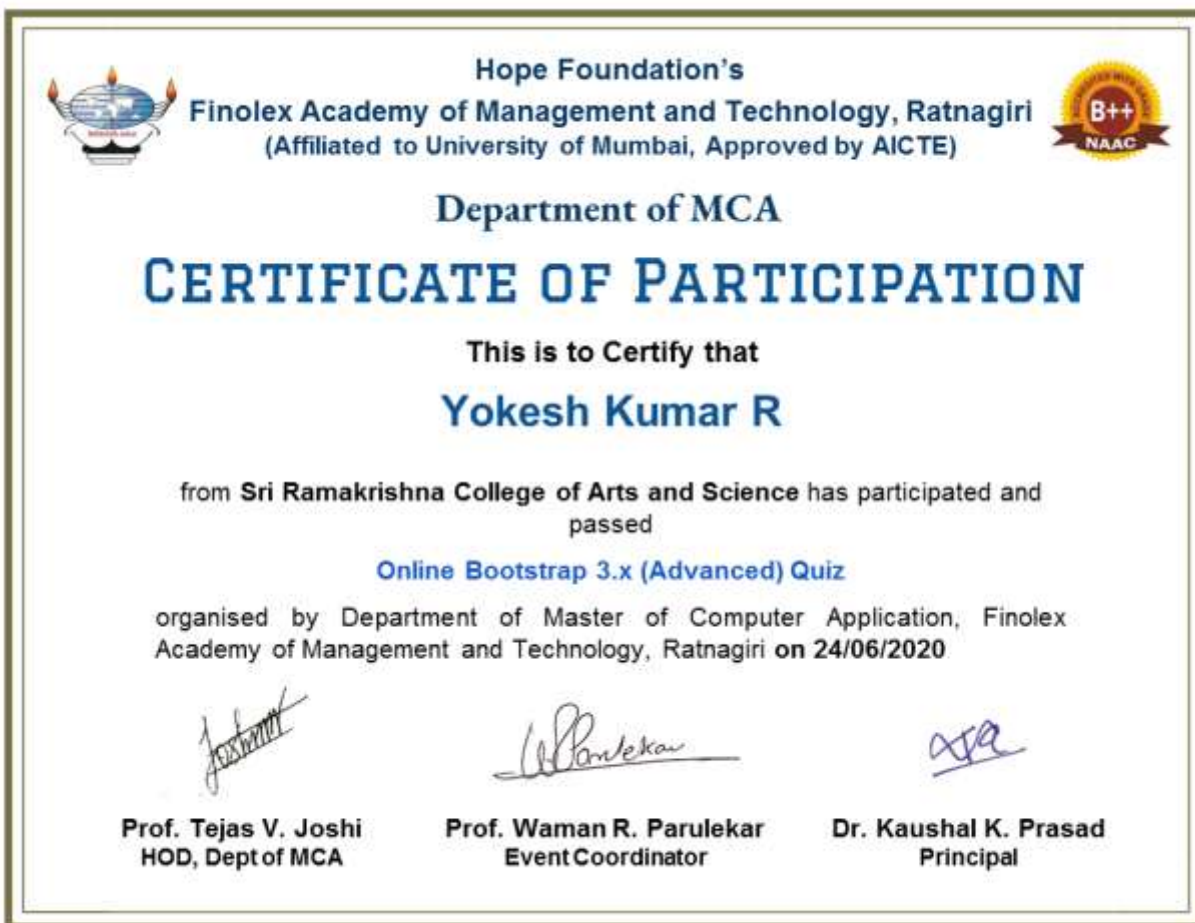 Hope Foundation's
Finolex Academy of Management and Technology, Ratnagiri
(Affiliated to University of Mumbai, Approved by AICTE)
B++
NAAC
Department of MCA
CERTIFICATE OF PARTICIPATION
This is to Certify that
Yokesh Kumar R
from Sri Ramakrishna College of Arts and Science has participated and
passed
Online Bootstrap 3.x (Advanced) Quiz
organised by Department of Master of Computer Application, Finolex
Academy of Management and Technology, Ratnagiri on 24/06/2020
Prof. Tejas V. Joshi
HOD, Dept of MCA
Prof. Waman R. Parulekar
Event Coordinator
Dr. Kaushal K. Prasad
Principal